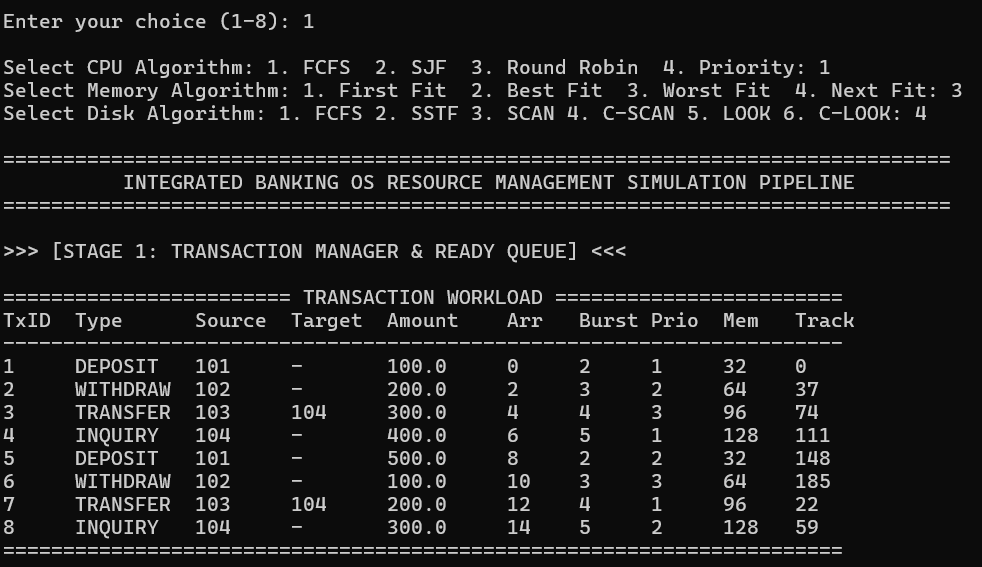 Enter your choice (1-8): 1
Select CPU Algorithm: 1. FCFS  2. SJF  3. Round Robin  4. Priority: 1
Select Memory Algorithm: 1. First Fit  2. Best Fit  3. Worst Fit  4. Next Fit: 3
Select Disk Algorithm: 1. FCFS 2. SSTF 3. SCAN 4. C-SCAN 5. LOOK 6. C-LOOK: 4
===============================================================================
          INTEGRATED BANKING OS RESOURCE MANAGEMENT SIMULATION PIPELINE
===============================================================================
>>> [STAGE 1: TRANSACTION MANAGER & READY QUEUE] <<<
======================== TRANSACTION WORKLOAD ========================
TxID  Type      Source  Target  Amount    Arr   Burst Prio  Mem   Track
----------------------------------------------------------------------
1     DEPOSIT   101     -       100.0     0     2     1     32    0
2     WITHDRAW  102     -       200.0     2     3     2     64    37
3     TRANSFER  103     104     300.0     4     4     3     96    74
4     INQUIRY   104     -       400.0     6     5     1     128   111
5     DEPOSIT   101     -       500.0     8     2     2     32    148
6     WITHDRAW  102     -       100.0     10    3     3     64    185
7     TRANSFER  103     104     200.0     12    4     1     96    22
8     INQUIRY   104     -       300.0     14    5     2     128   59
======================================================================